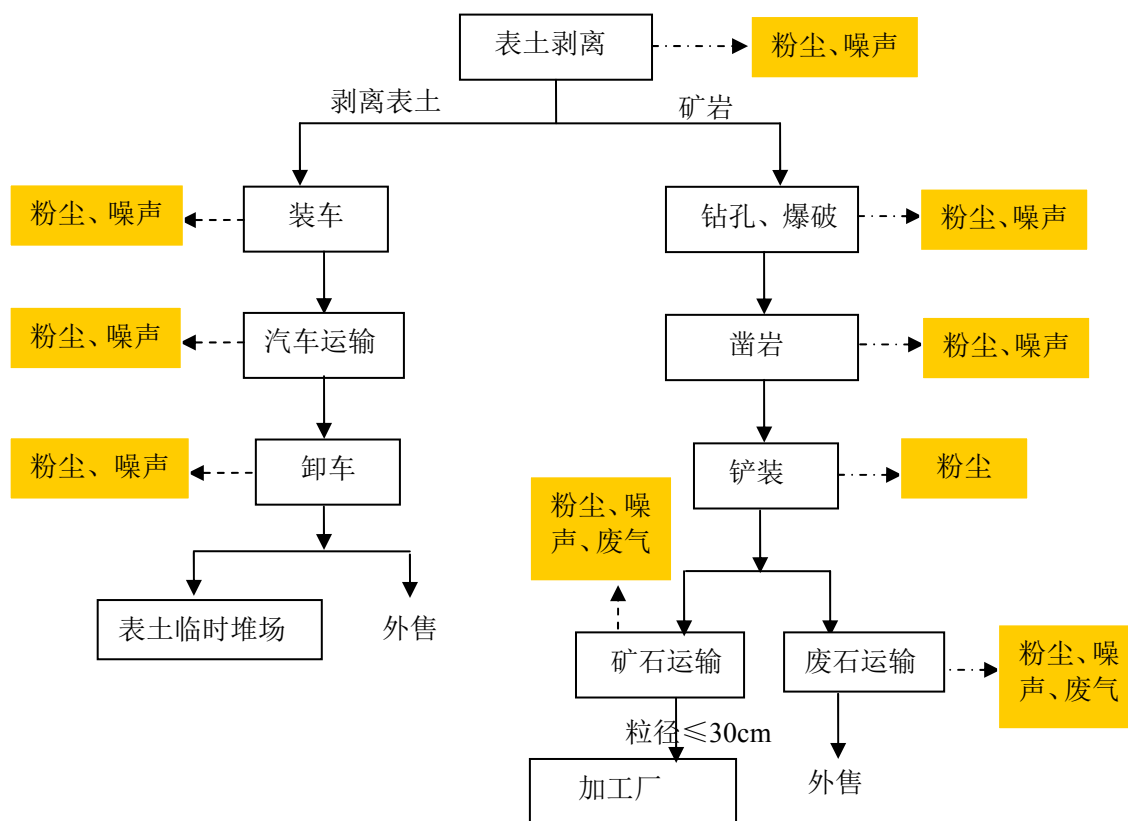 表土剥离
粉尘、噪声
剥离表土
矿岩
粉尘、噪声
装车
钻孔、爆破
粉尘、噪声
粉尘、噪声
汽车运输
凿岩
粉尘、噪声
粉尘、噪声
卸车
铲装
粉尘
粉尘、噪
声、废气
表土临时堆场
外售
矿石运输
废石运输
粉尘、噪
声、废气
粒径≤30cm
加工厂
外售